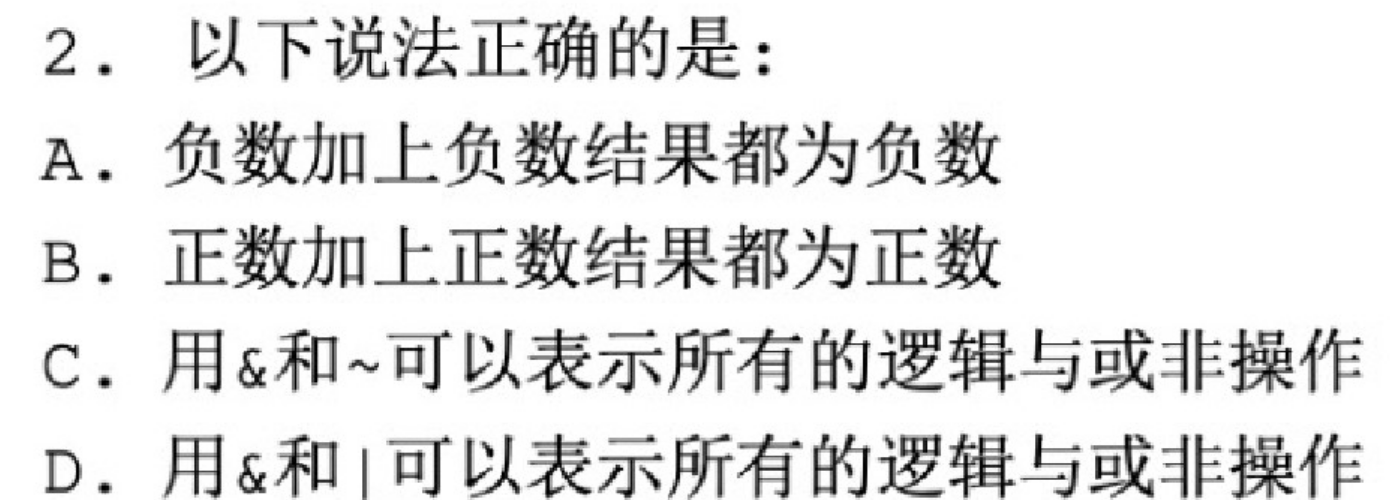 2. 以下说法正确的是:
A. 负数加上负数结果都为负数
B. 正数加上正数结果都为正数
C. 用&和~可以表示所有的逻辑与或非操作
D. 用&和|可以表示所有的逻辑与或非操作